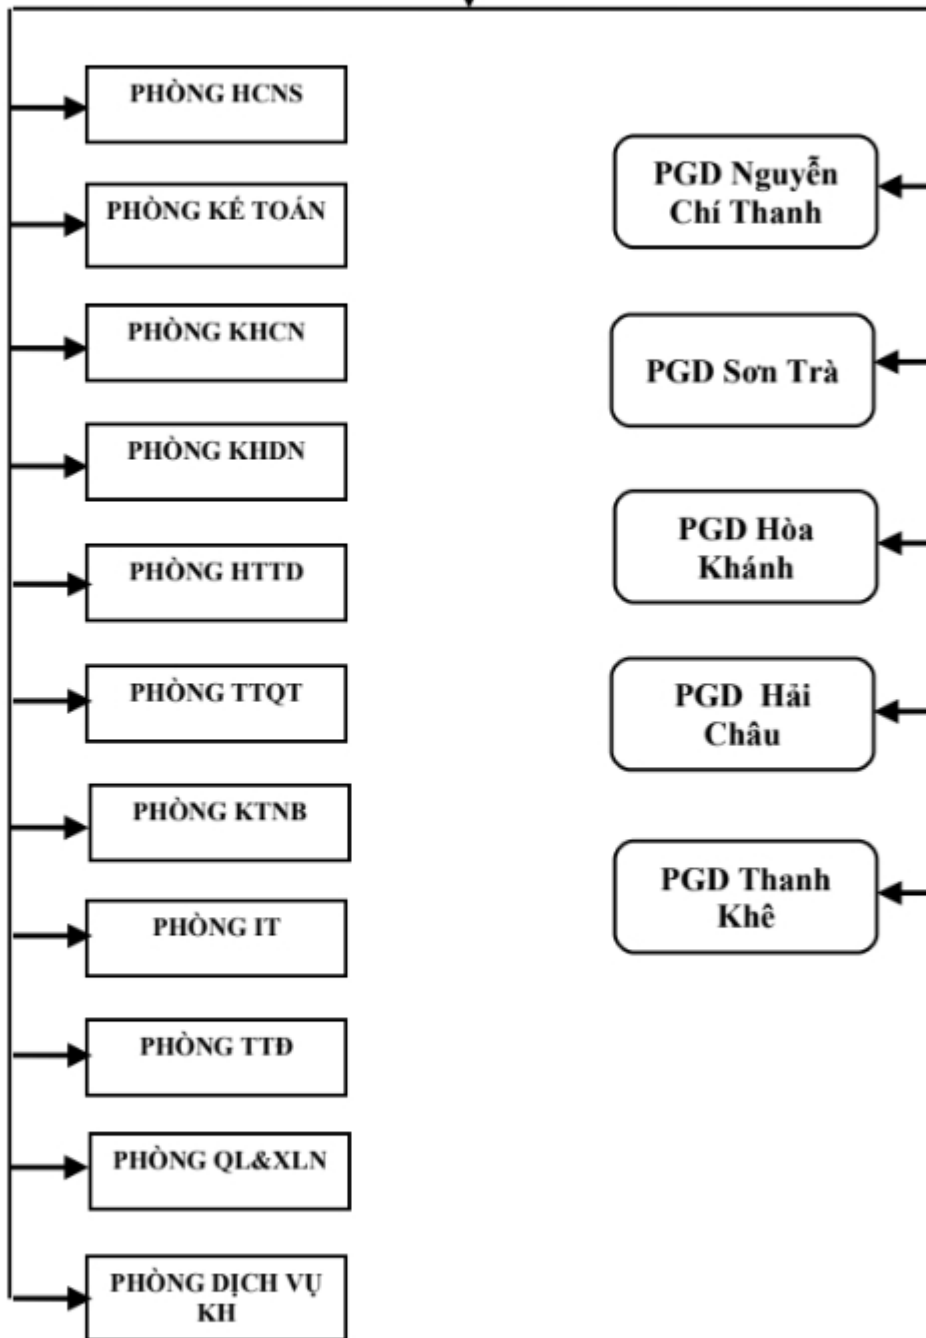 PHÒNG HCNS
PHÒNG KẾ TOÁN
PHÒNG KHCN
PHÒNG KHDN
PHÒNG HTTD
PHÒNG TTQT
PHÒNG KTNB
PHÒNG IT
PHÒNG TTĐ
PHÒNG QL&XLN
PHÒNG DỊCH VỤ
KH
PGD Nguyễn
Chí Thanh
PGD Sơn Trà
PGD Hòa
Khánh
PGD Hải
Châu
PGD Thanh
Khê